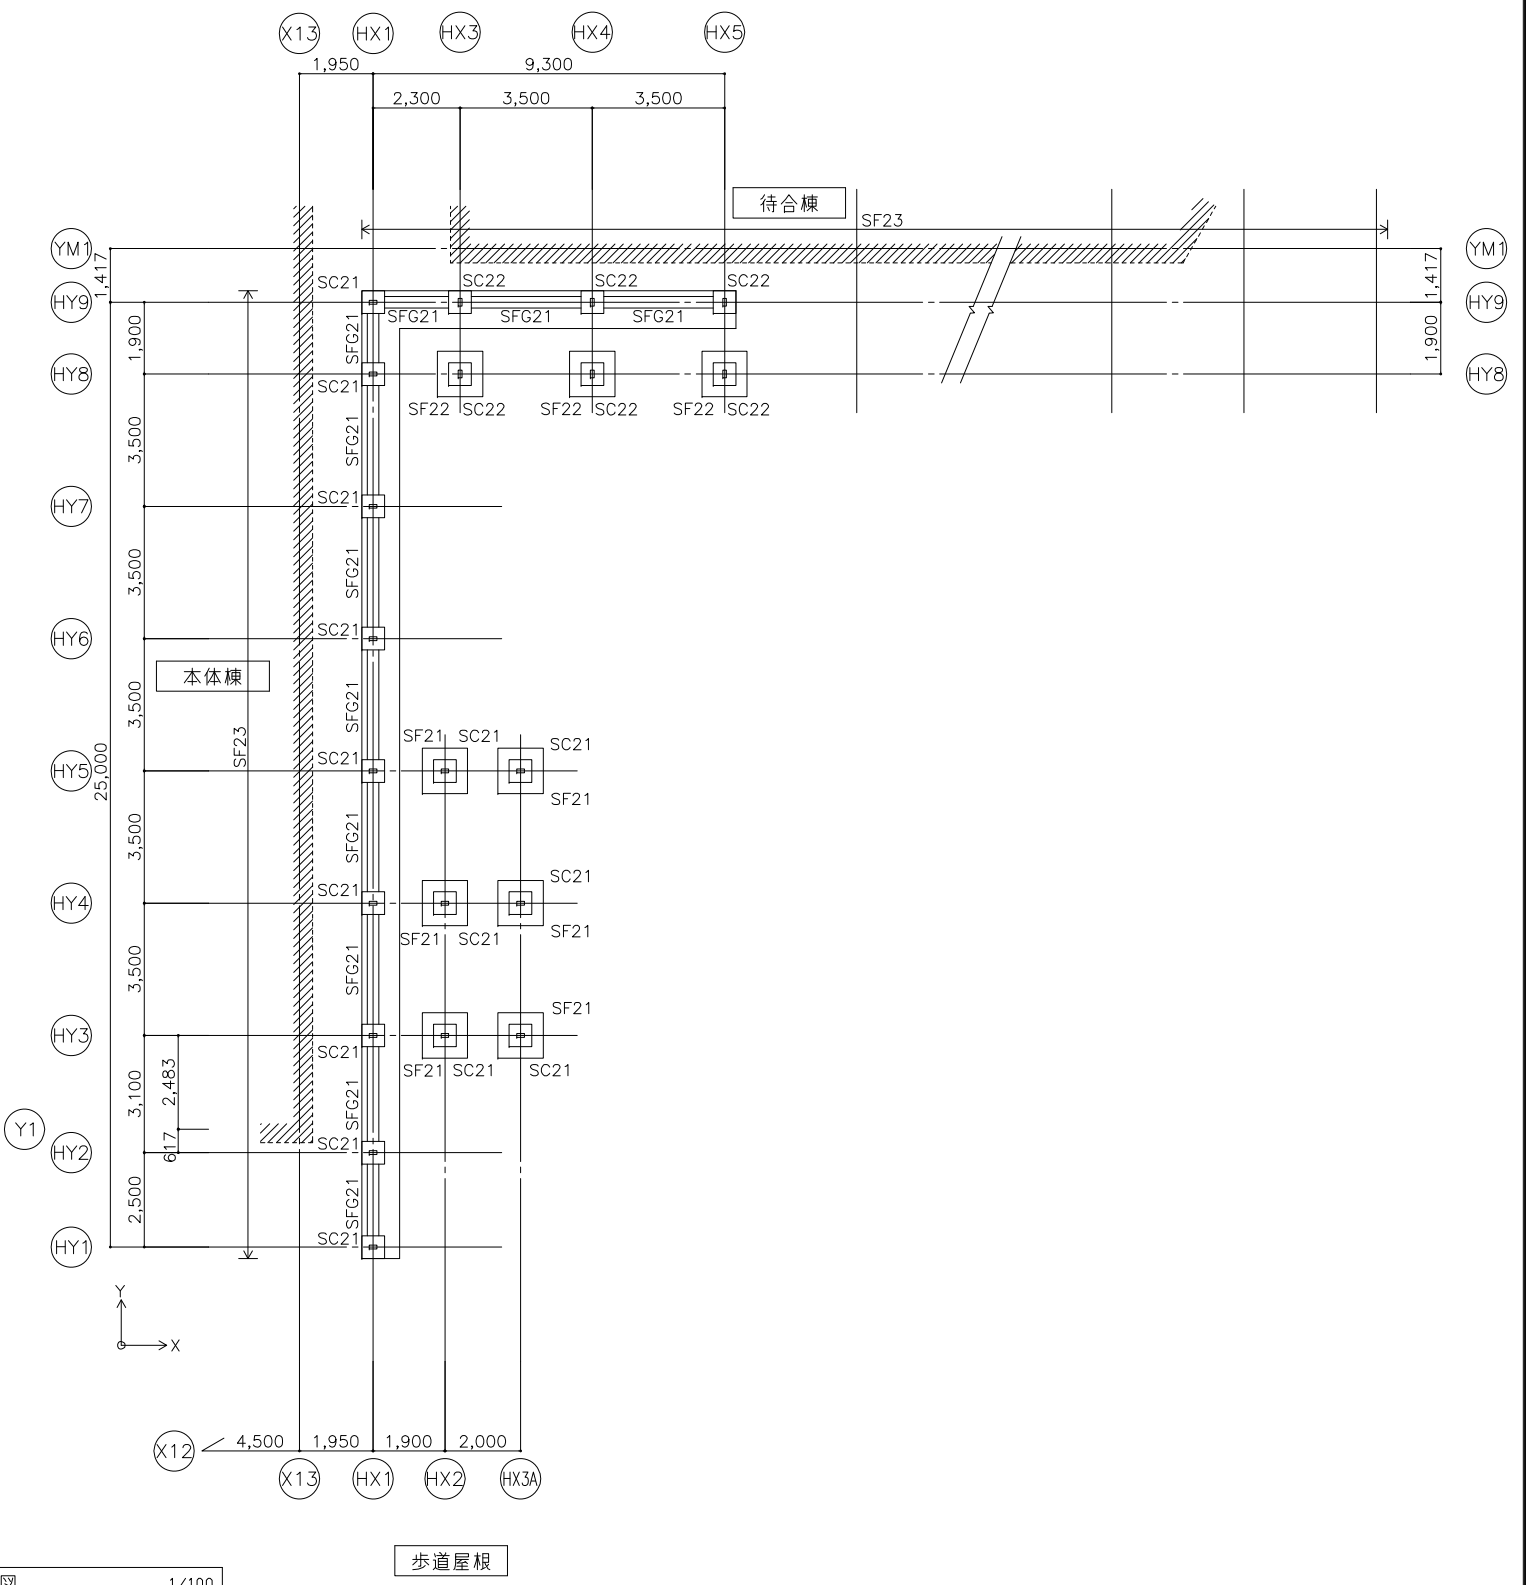 X13 HX1 HX3 HX4 HX5
1,950 9,300
2,300 3,500 3,500
待合棟
SF23
YM1 YM1
1,417 1,417
SC21 SC22 SC22 SC22
HY9 HY9
SFG21 SFG21 SFG21
1,900 SFG21 1,900
HY8 HY8
SC21
SF22 SC22 SF22 SC22 SF22 SC22
3,500 SFG21
SC21
HY7
3,500 SFG21
SC21
HY6
本体棟
3,500 SFG21
SF23
25,000
SF21 SC21 SC21
SC21
HY5
SF21
3,500 SFG21
SC21
SC21
HY4
SF21 SC21 SF21
3,500 SFG21
SF21
HY3
SC21
SF21 SC21 SC21
2,483
3,100 SFG21
Y1
617
SC21
HY2
2,500 SFG21
SC21
HY1
Y
X
X12 4,500 1,950 1,900 2,000
X13 HX1 HX2 HX3A
歩道屋根
図 1/100